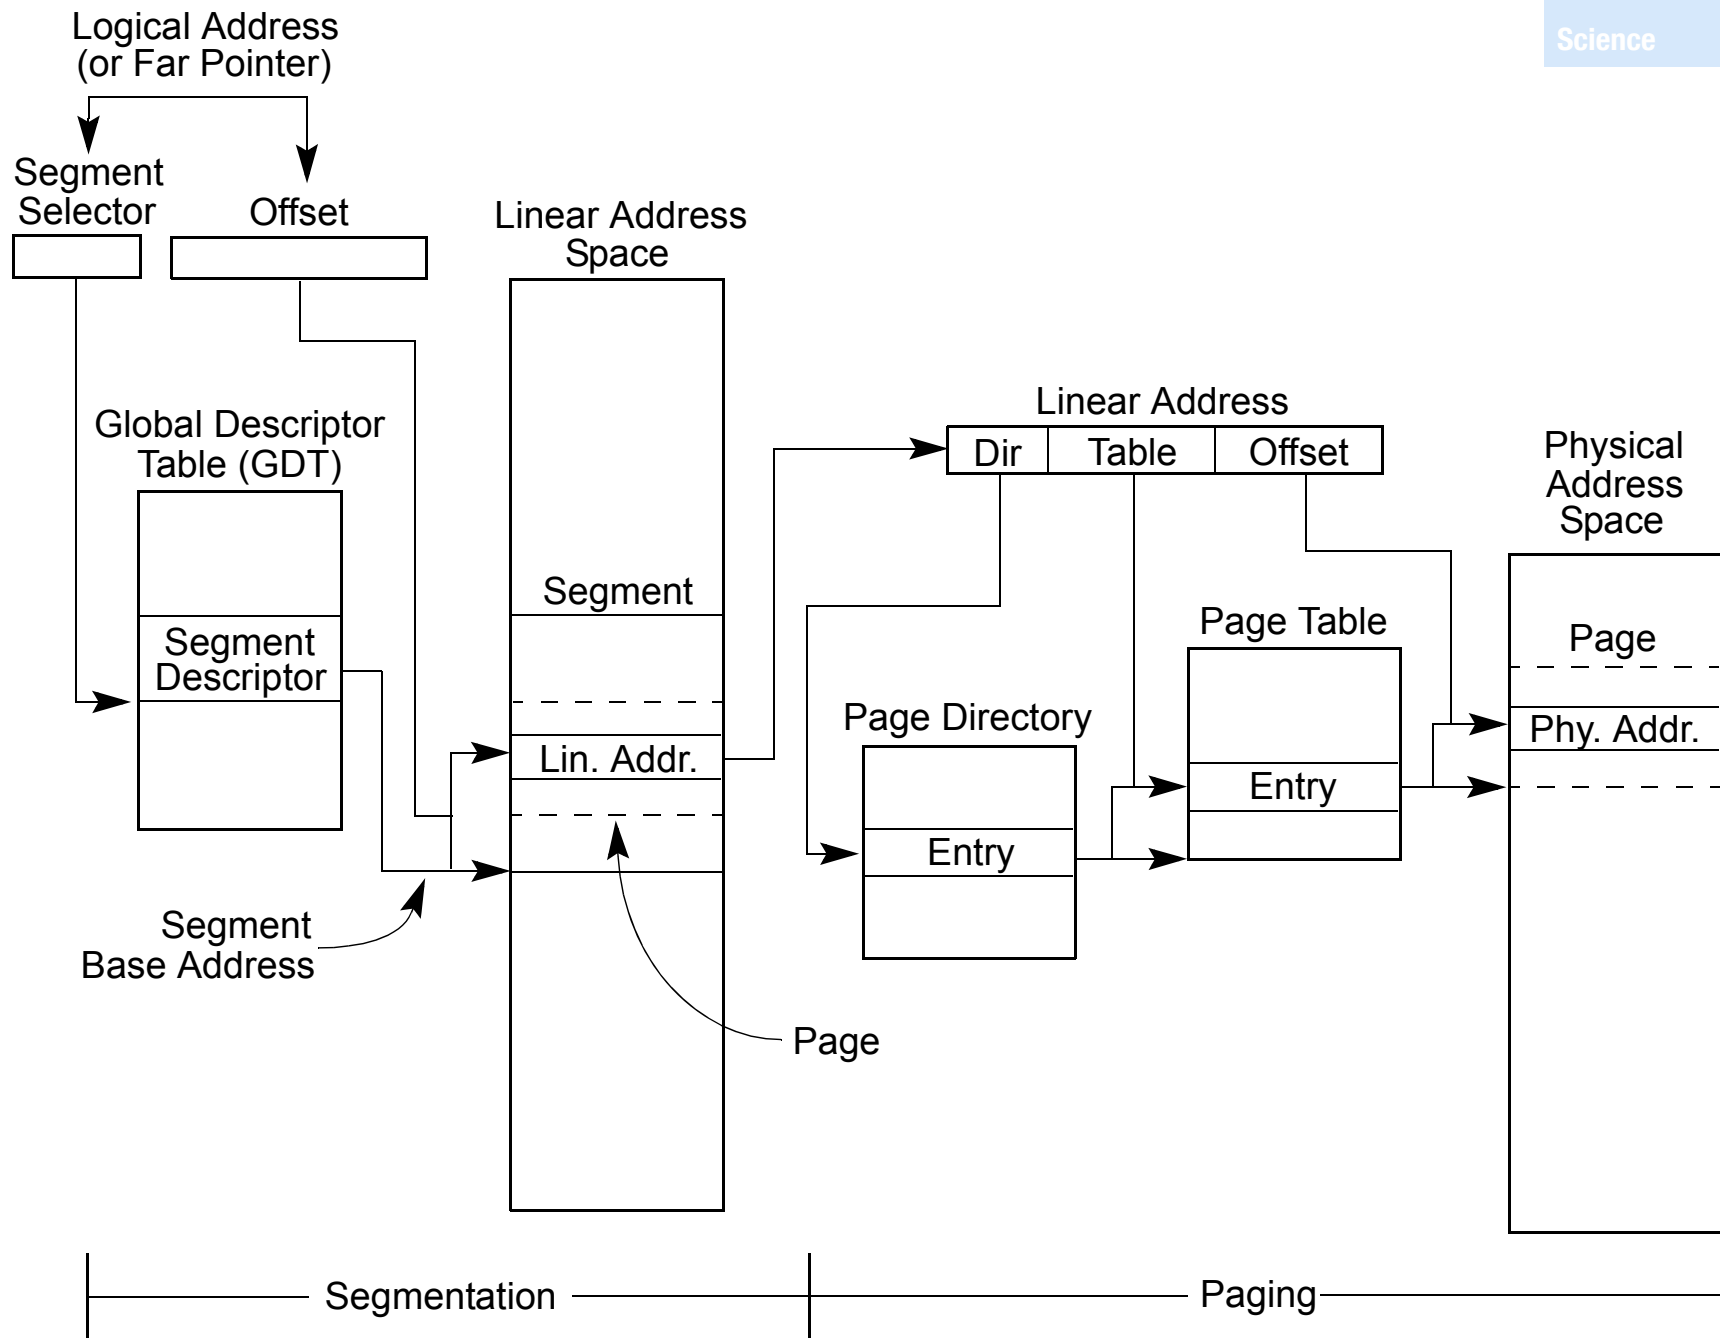 Logical Address
(or Far Pointer)
Science
Segment
Selector
Offset
Linear Address
Space
Global Descriptor
Table (GDT)
Segment
Descriptor
Segment
Base Address
Segment
Lin. Addr.
Page
Linear Address
Dir
Table
Offset
Page Directory
Entry
Page Table
Entry
Physical
Address
Space
Page
Phy. Addr.
Segmentation
Paging